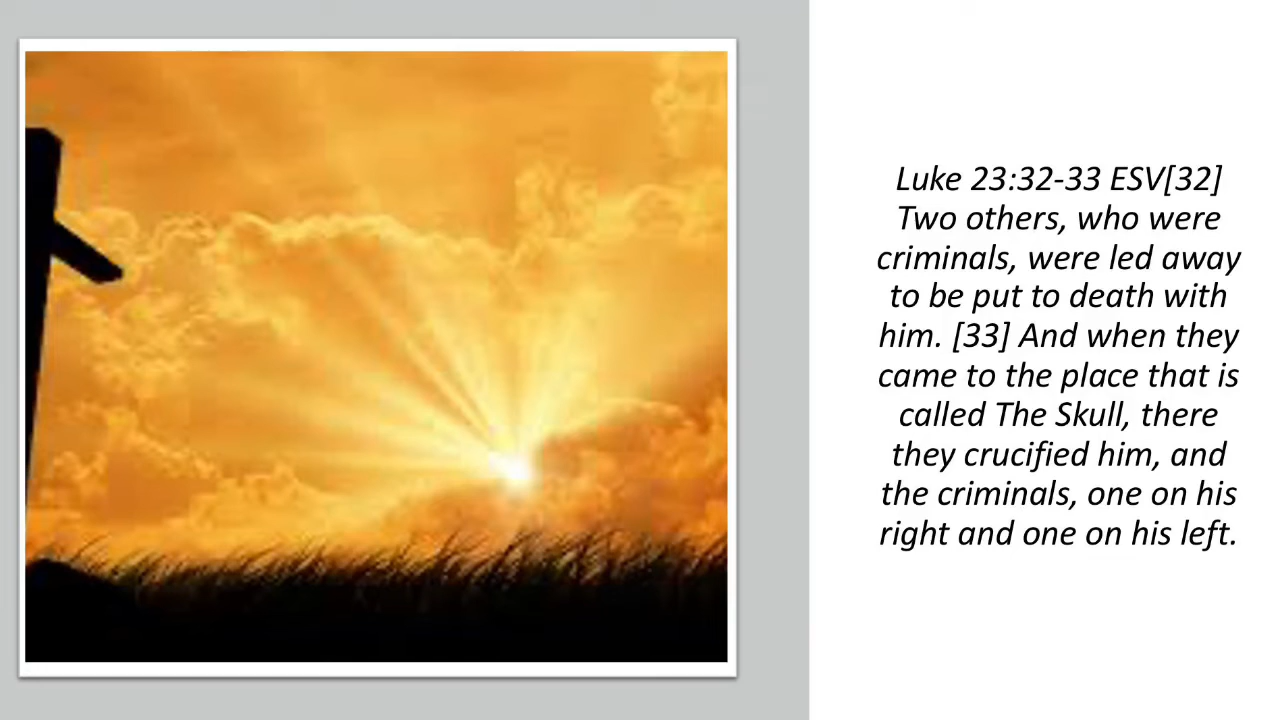 Luke 23:32-33 ESV[32]
Two others, who were
criminals, were led away
to be put to death with
him. [33] And when they
came to the place that is
called The Skull, there
they crucified him, and
the criminals, one on his
right and one on his left.